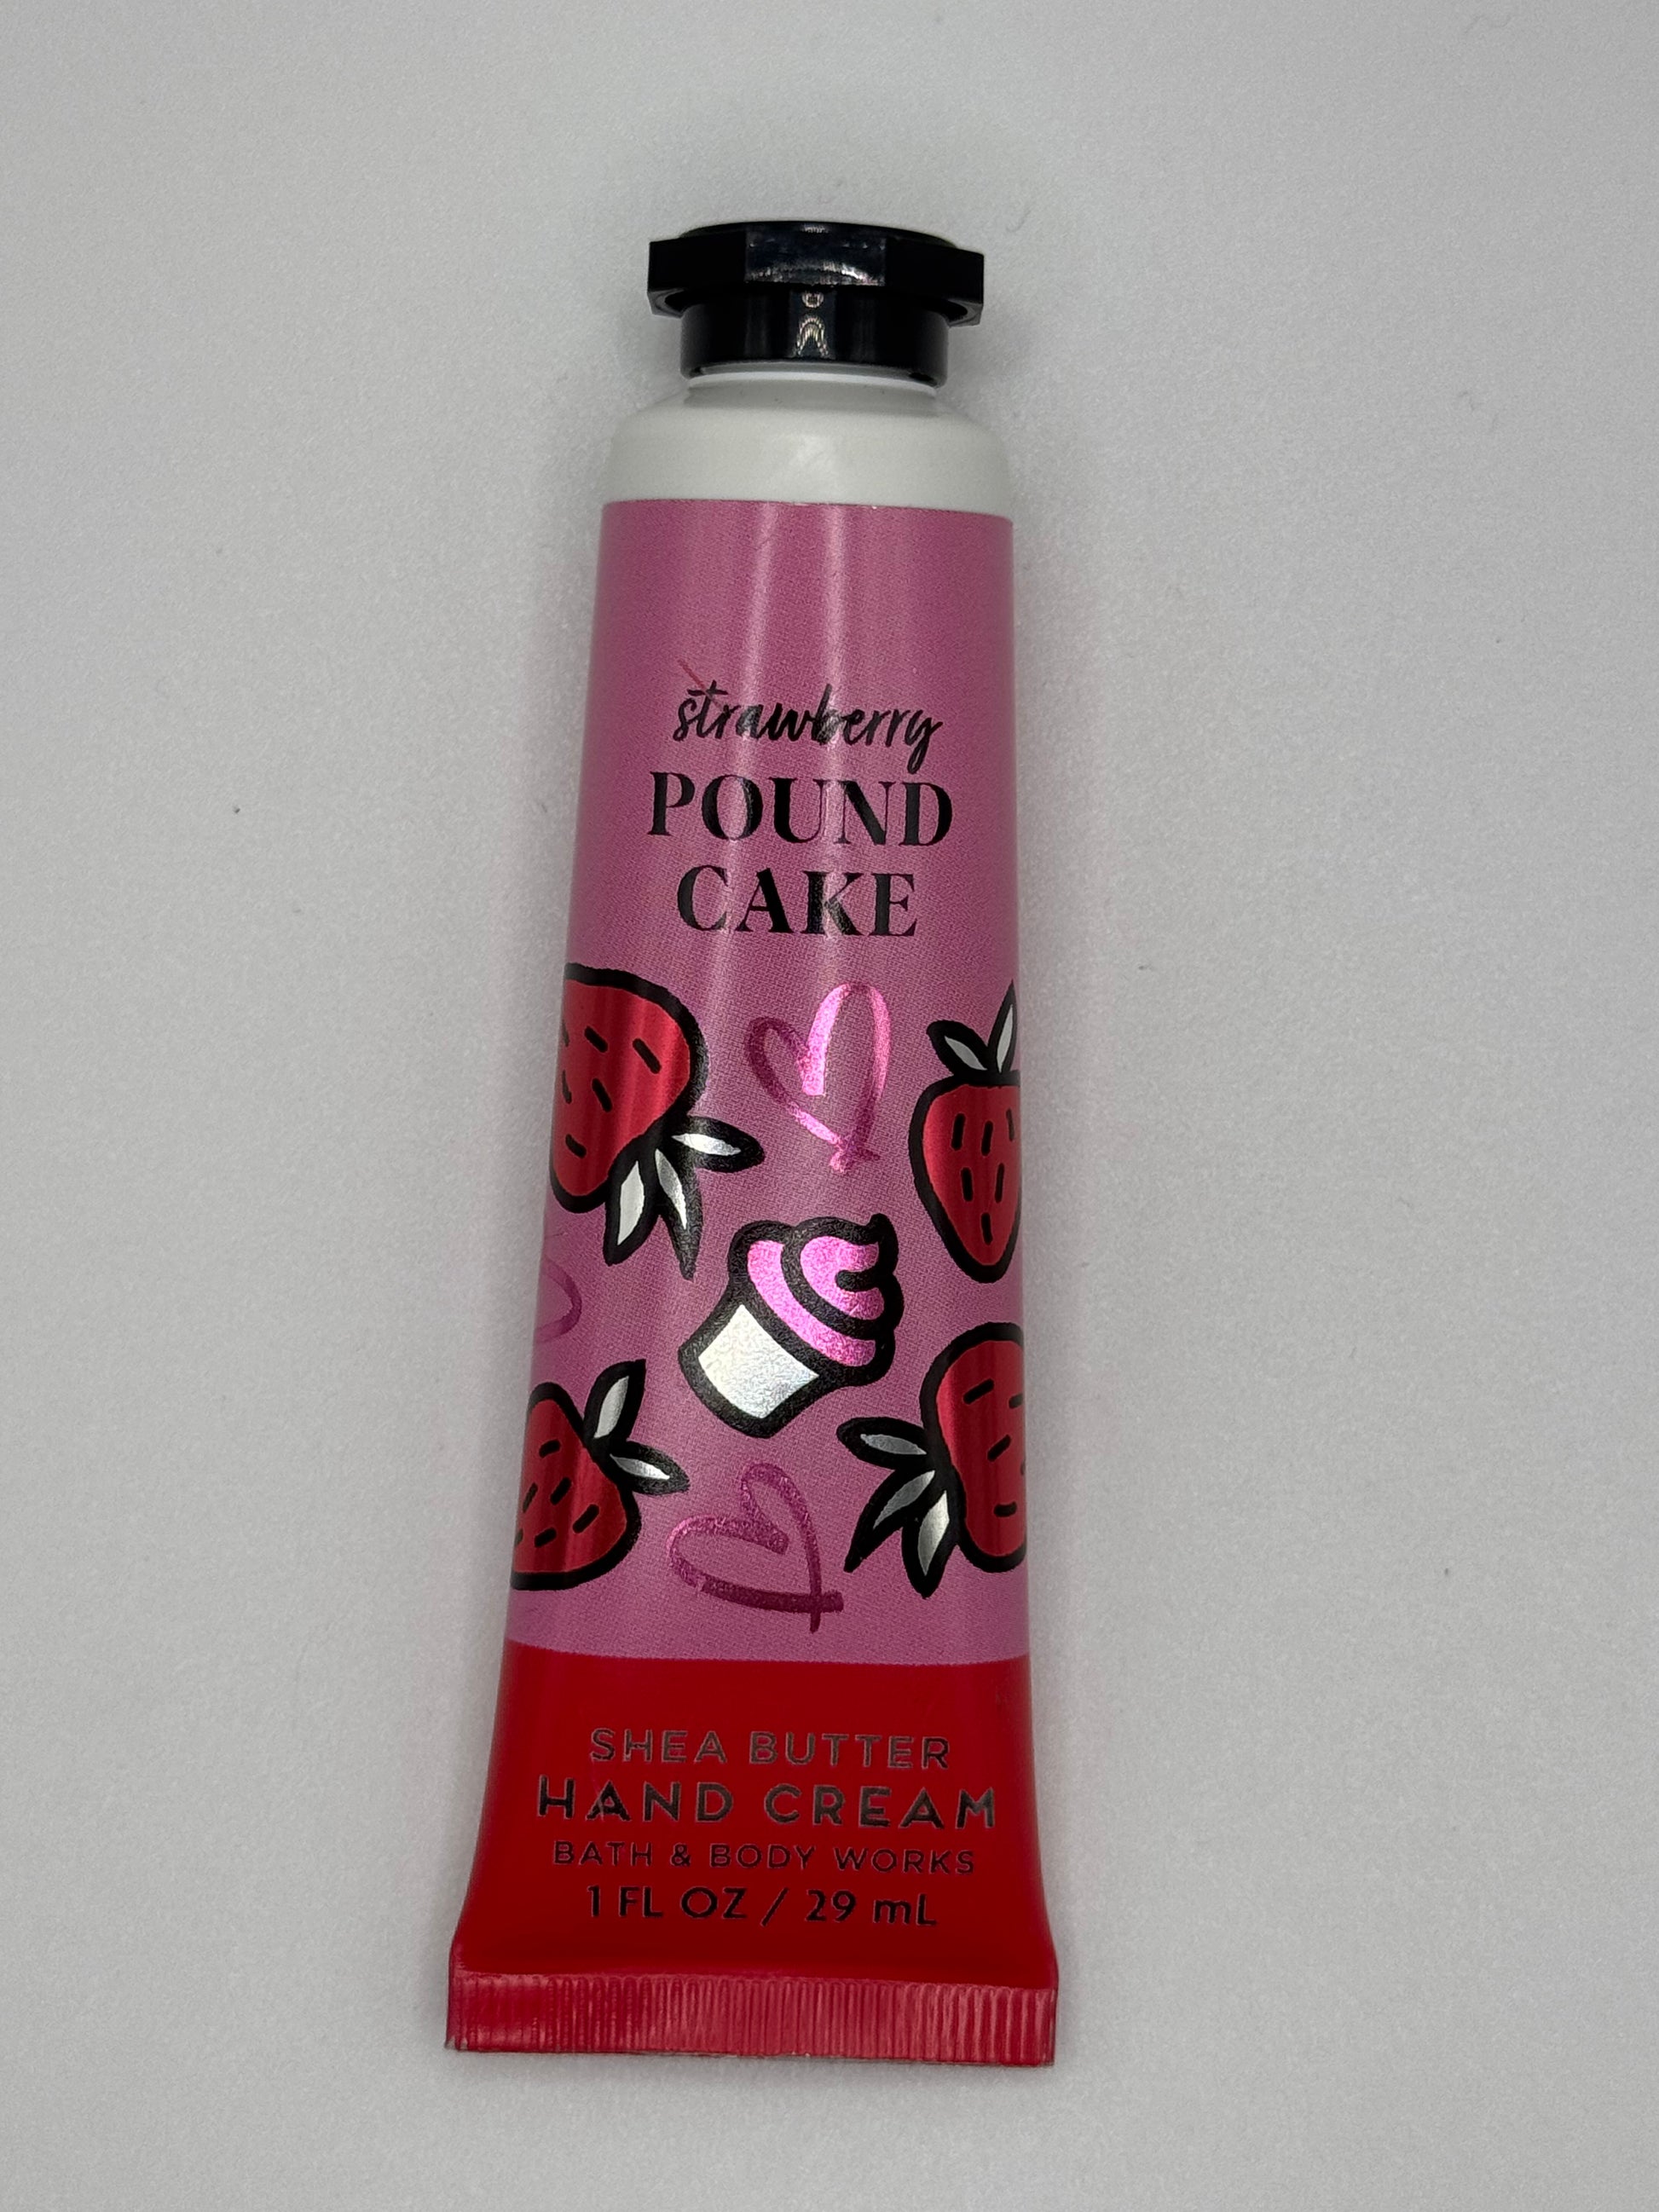 strawberry
POUND
CAKE
SHEA BUTTER
HAND CREAM
BATH & BODY WORKS
1 FL OZ / 29 mL